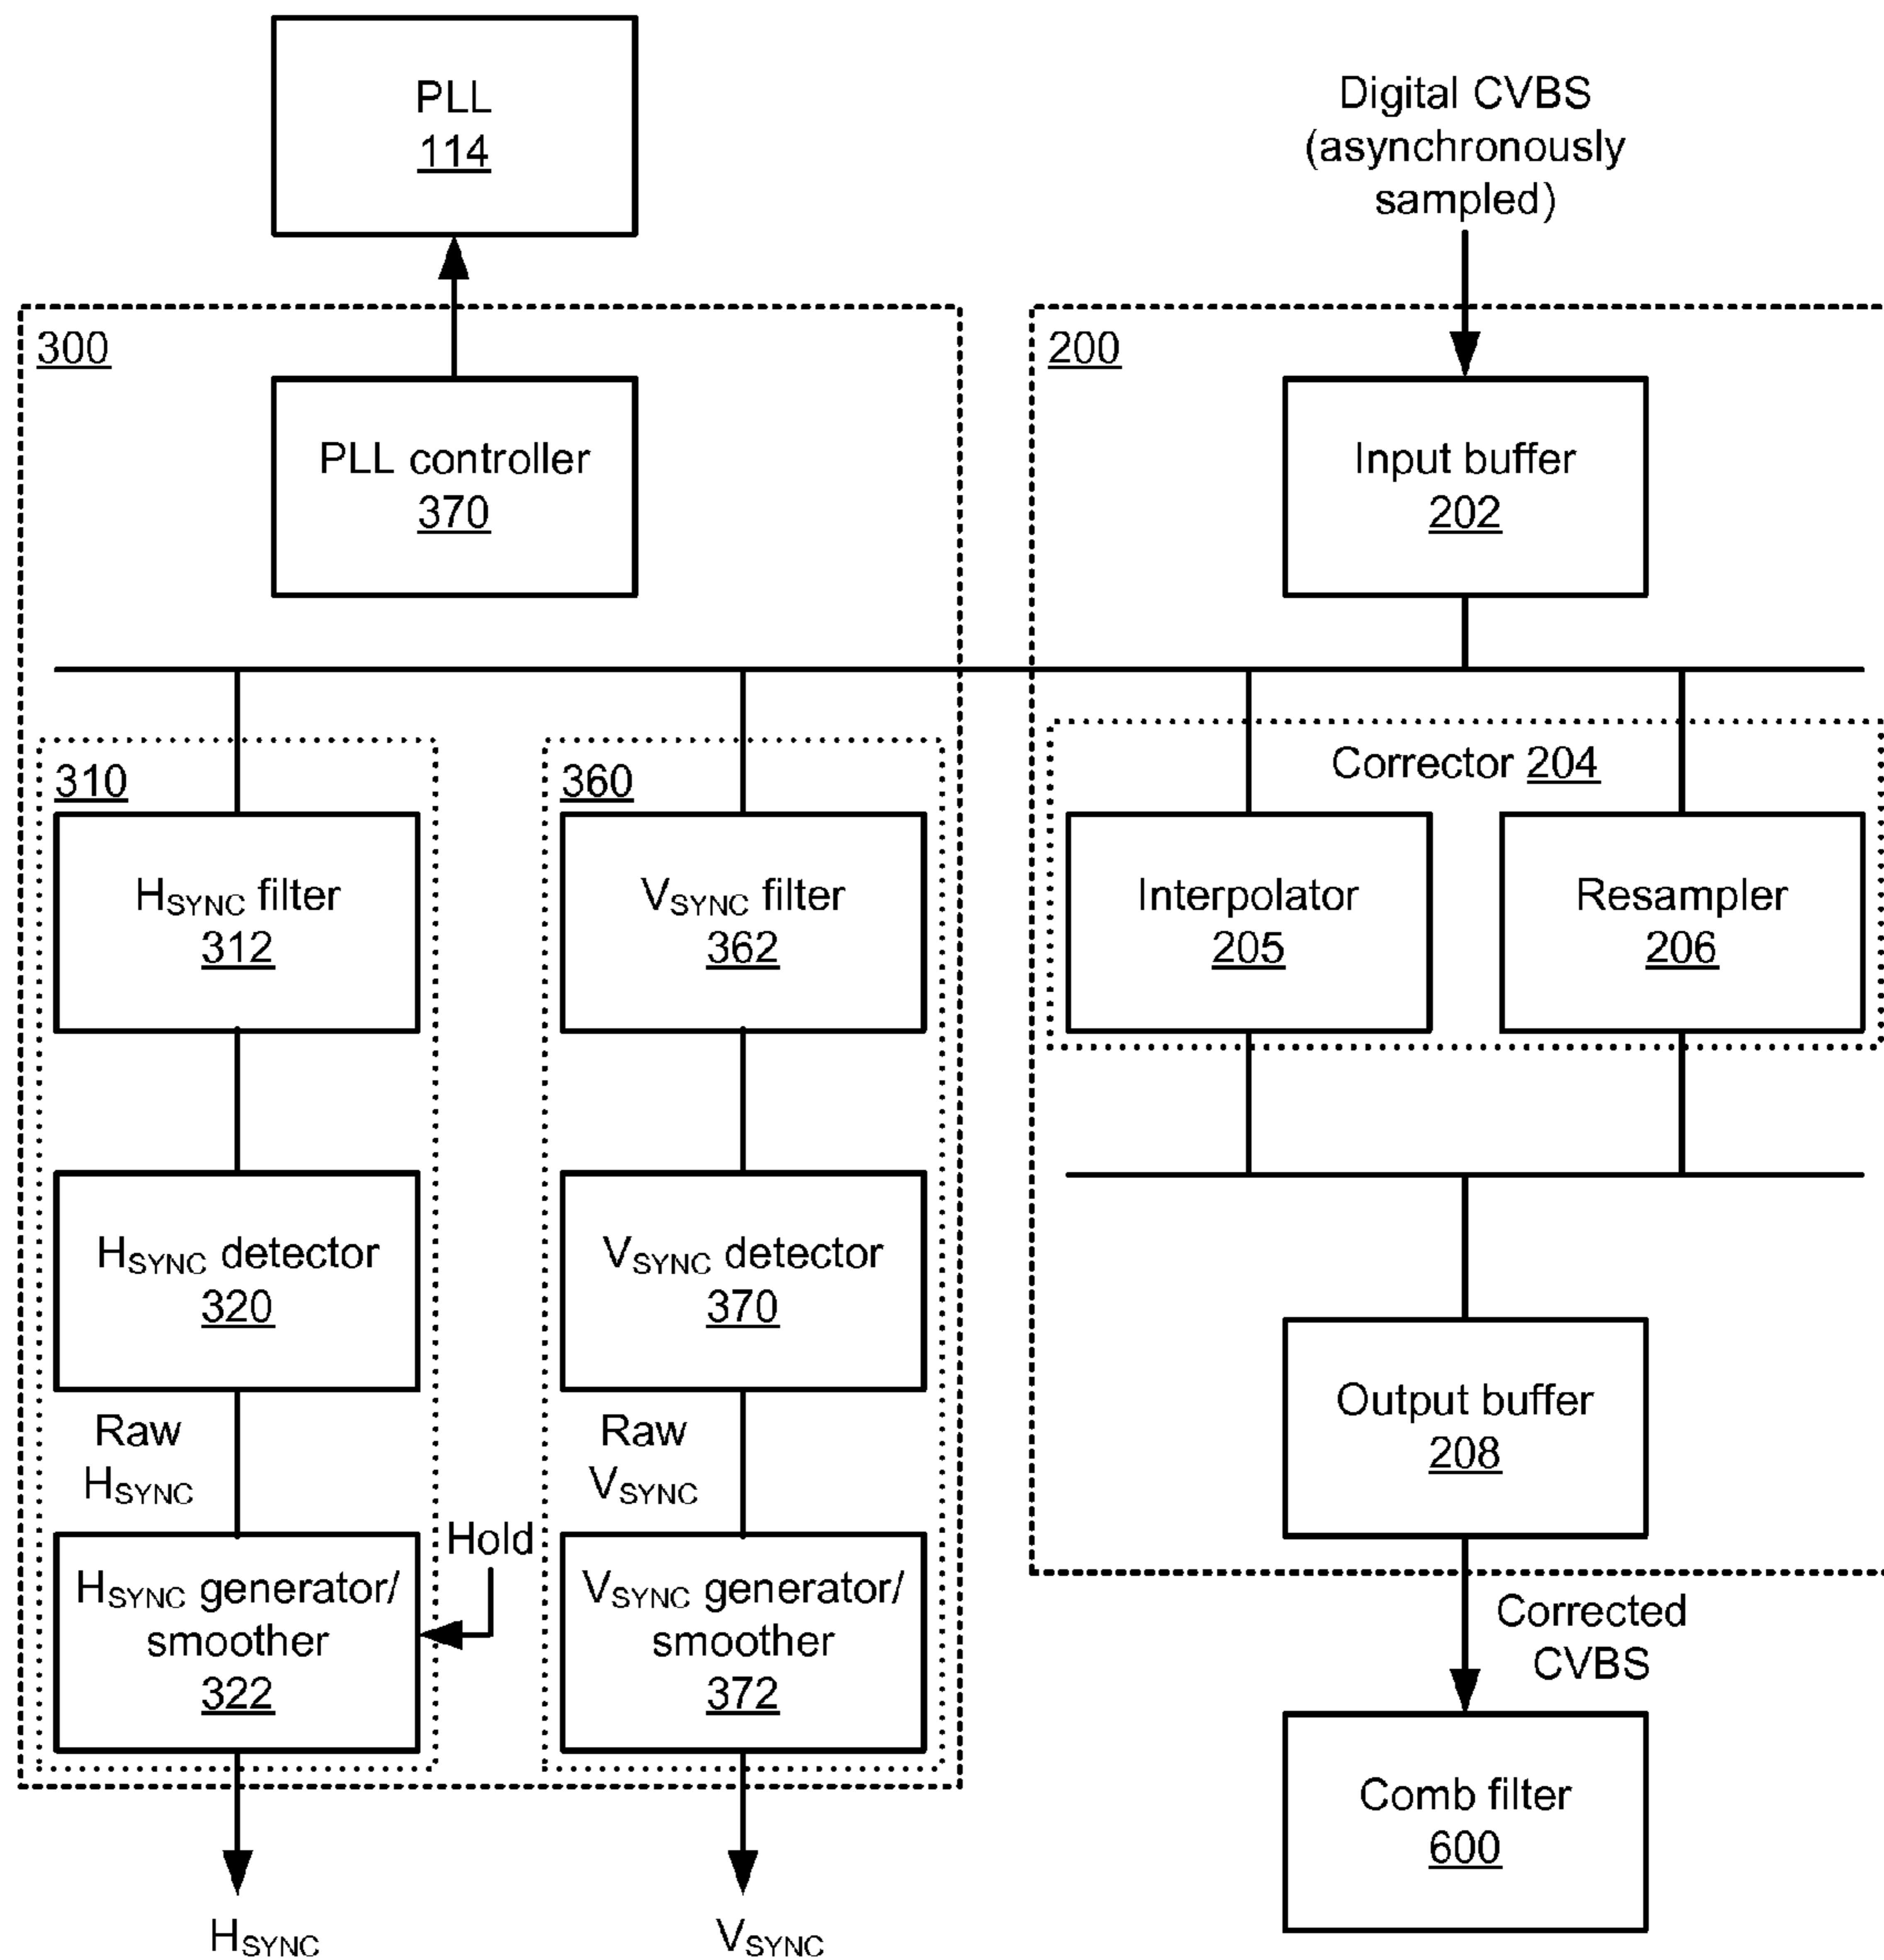 PLL
114
Digital CVBS
(asynchronously
sampled)
300
PLL controller
370
200
Input buffer
202
310
HSYNC filter
312
360
VSYNC filter
362
Corrector 204
Interpolator
205
Resampler
206
HSYNC detector
320
VSYNC detector
370
Raw
HSYNC
Raw
VSYNC
Output buffer
208
Hold
HSYNC generator/
smoother
322
VSYNC generator/
smoother
372
Corrected
CVBS
Comb filter
600
HSYNC
VSYNC